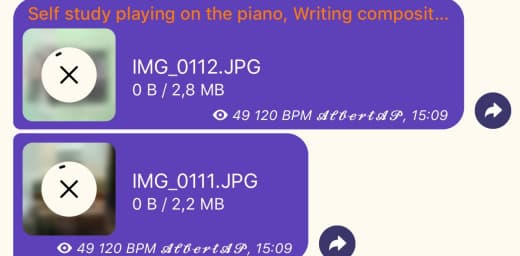 Self study playing on the piano, Writing composit...
IMG_0112.JPG
0 B / 2,8 MB
49 120 BPM 𝓐𝓵𝓫𝓮𝓻𝓽𝓐𝓟, 15:09
IMG_0111.JPG
0 B / 2,2 MB
49 120 BPM 𝓐𝓵𝓫𝓮𝓻𝓽𝓐𝓟, 15:09